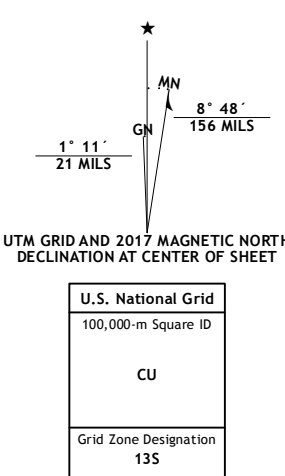 ★
MN
GN
8° 48´
156 MILS
1° 11´
21 MILS
UTM GRID AND 2017 MAGNETIC NORTH
DECLINATION AT CENTER OF SHEET
U.S. National Grid
100,000-m Square ID
CU
Grid Zone Designation
13S